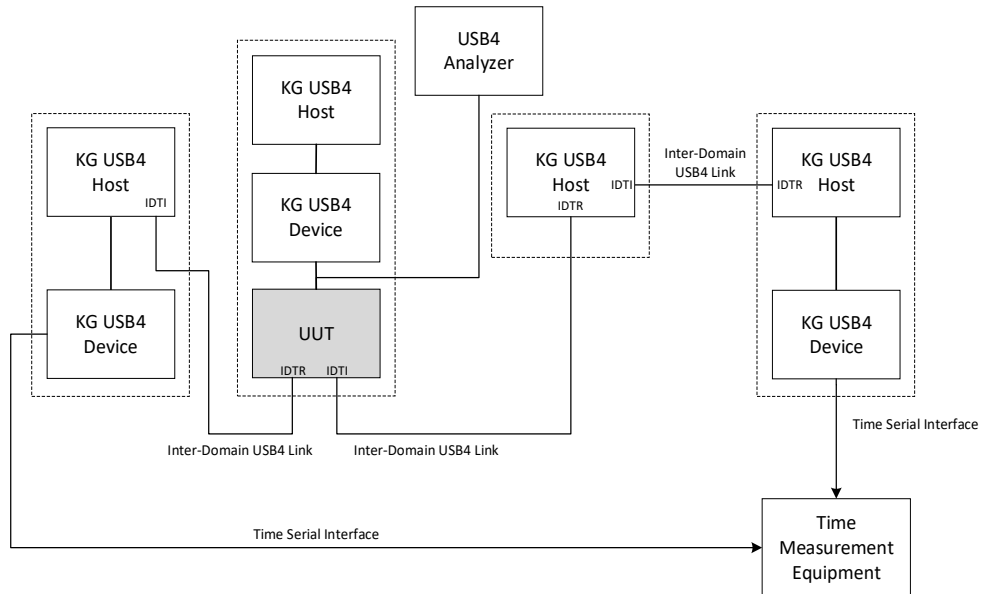 USB4
Analyzer
KG USB4
Host
KG USB4
Host
IDTI
KG USB4
Device
KG USB4
Device
UUT
IDTR
IDTI
KG USB4
Host
IDTI
IDTR
Inter-Domain
USB4 Link
KG USB4
Host
IDTR
KG USB4
Device
Inter-Domain USB4 Link
Inter-Domain USB4 Link
Time Serial Interface
Time Serial Interface
Time
Measurement
Equipment